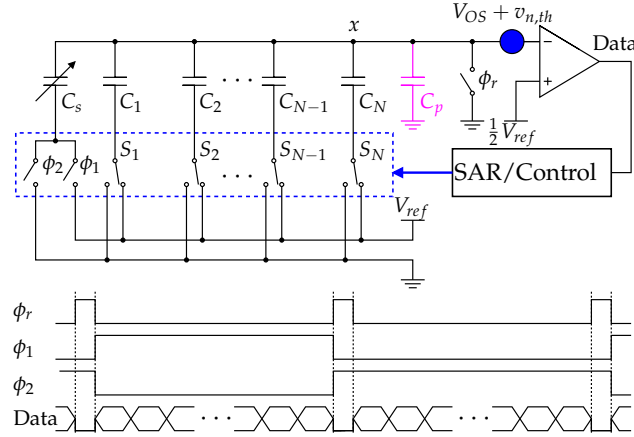 x
V_{OS} + v_{n,th}
Data
−
+
C_s
C_1
C_2
C_{N−1}
C_N
C_p
ϕ_r
\frac{1}{2} V_{ref}
ϕ_2
ϕ_1
S_1
S_2
S_{N−1}
S_N
SAR/Control
V_{ref}
ϕ_r
ϕ_1
ϕ_2
Data